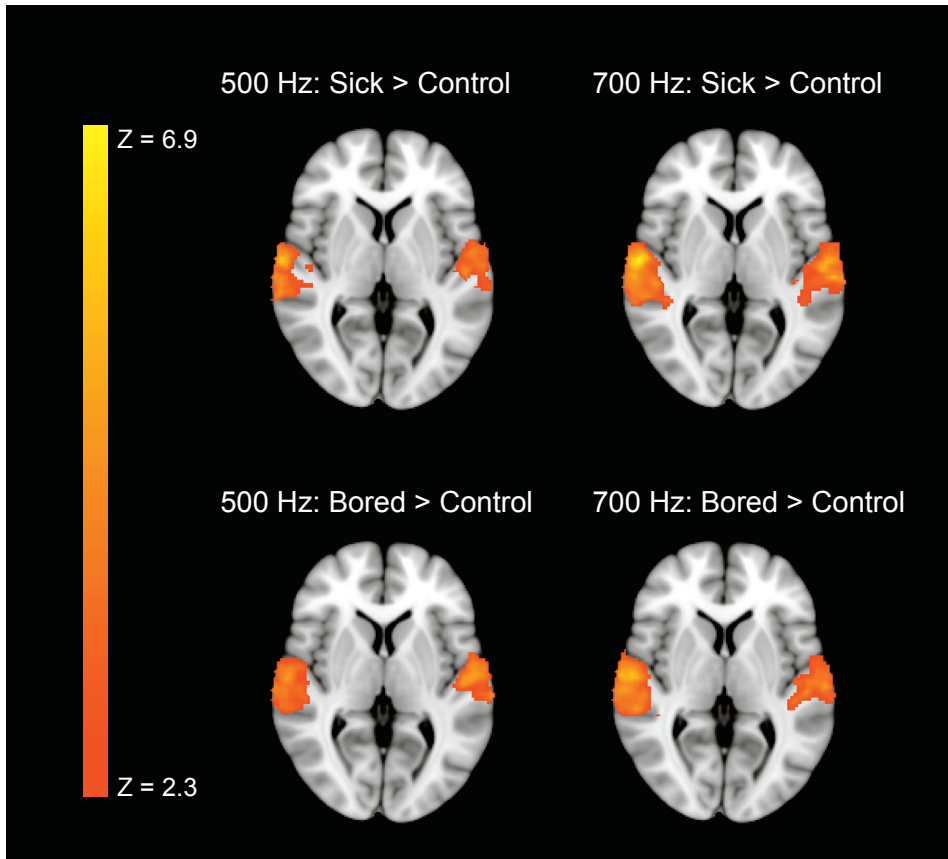 500 Hz: Sick > Control
700 Hz: Sick > Control
Z = 6.9
500 Hz: Bored > Control
700 Hz: Bored > Control
Z = 2.3